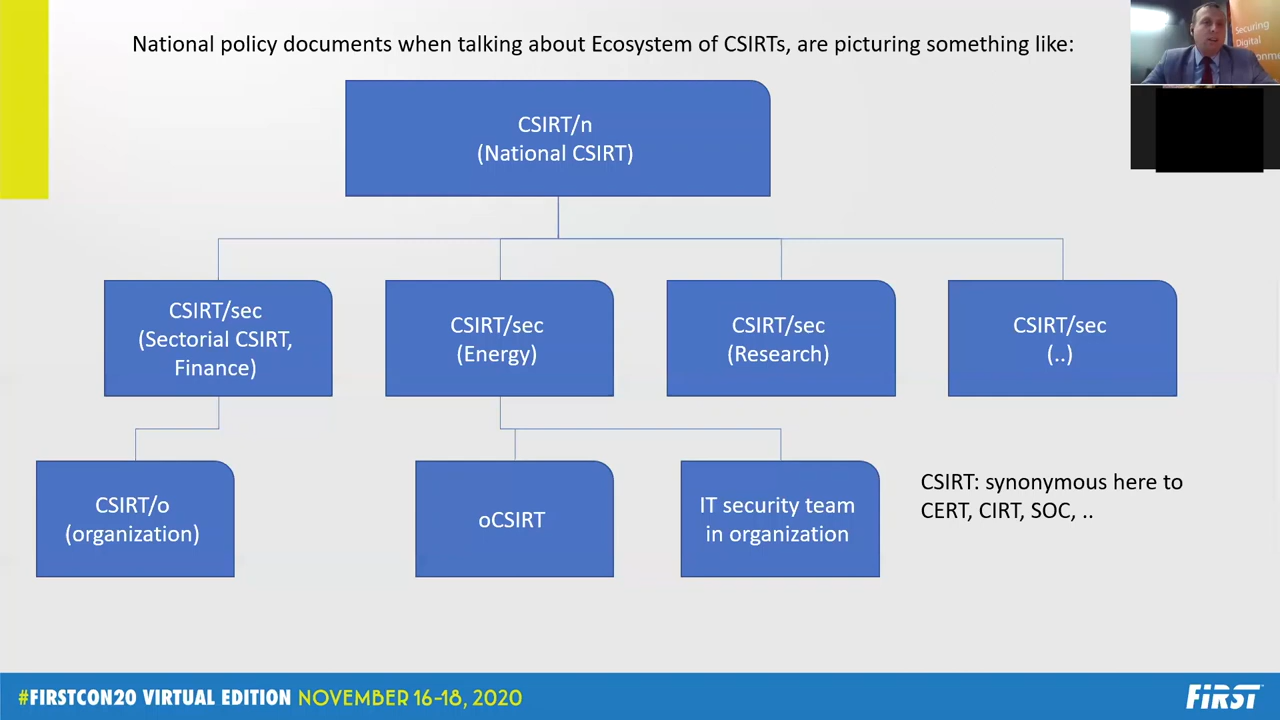 National policy documents when talking about Ecosystem of CSIRTs, are picturing something like:
Securing
Digital
CSIRT/n
(National CSIRT)
CSIRT/sec
(Sectorial CSIRT,
Finance)
CSIRT/sec
(Energy)
CSIRT/sec
(Research)
CSIRT/sec
(..)
CSIRT/o
(organization)
oCSIRT
IT security team
in organization
CSIRT: synonymous here to
CERT, CIRT, SOC, ..
#FIRSTCON20 VIRTUAL EDITION NOVEMBER 16-18, 2020
FiRST